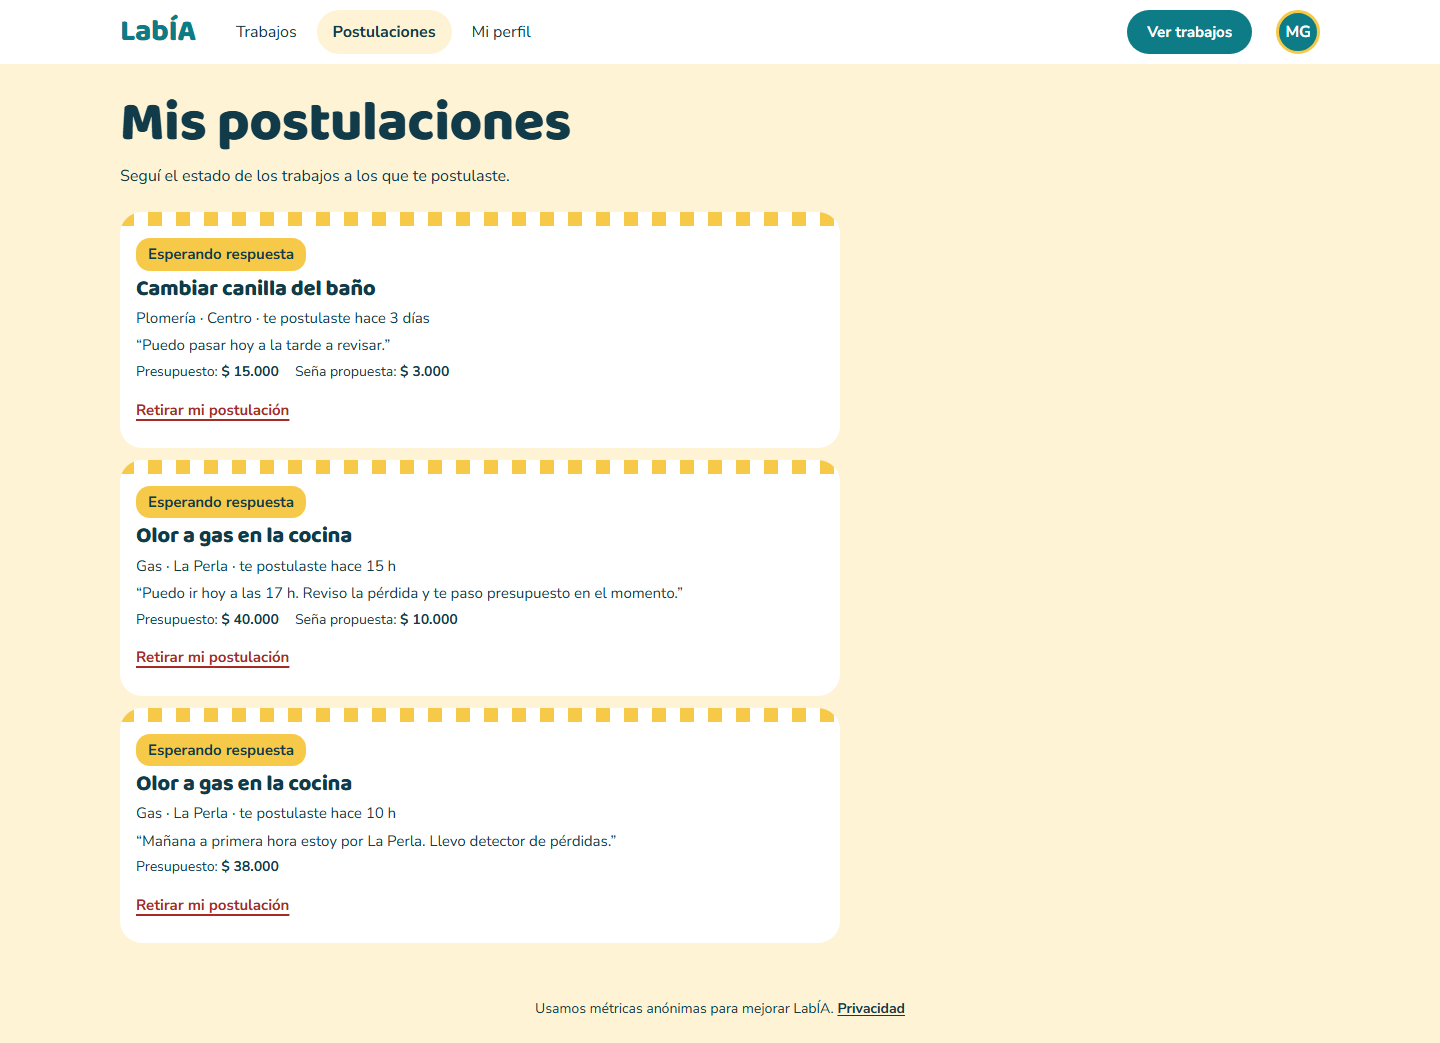 LabÍA
Trabajos
Postulaciones
Mi perfil
Ver trabajos
MG
Mis postulaciones
Seguí el estado de los trabajos a los que te postulaste.
Esperando respuesta
Cambiar canilla del baño
Plomería · Centro · te postulaste hace 3 días
“Puedo pasar hoy a la tarde a revisar.”
Presupuesto: $ 15.000 Seña propuesta: $ 3.000
Retirar mi postulación
Esperando respuesta
Olor a gas en la cocina
Gas · La Perla · te postulaste hace 15 h
“Puedo ir hoy a las 17 h. Reviso la pérdida y te paso presupuesto en el momento.”
Presupuesto: $ 40.000 Seña propuesta: $ 10.000
Retirar mi postulación
Esperando respuesta
Olor a gas en la cocina
Gas · La Perla · te postulaste hace 10 h
“Mañana a primera hora estoy por La Perla. Llevo detector de pérdidas.”
Presupuesto: $ 38.000
Retirar mi postulación
Usamos métricas anónimas para mejorar LabÍA. Privacidad